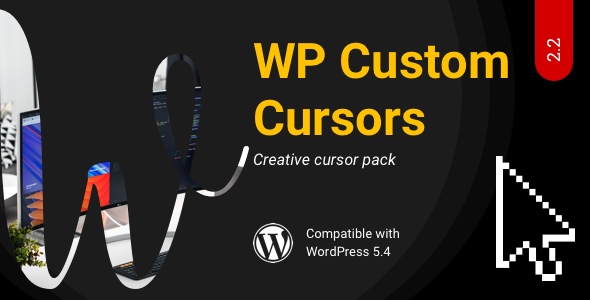 2.2
WP Custom
Cursors
Creative cursor pack
Compatible with
WordPress 5.4